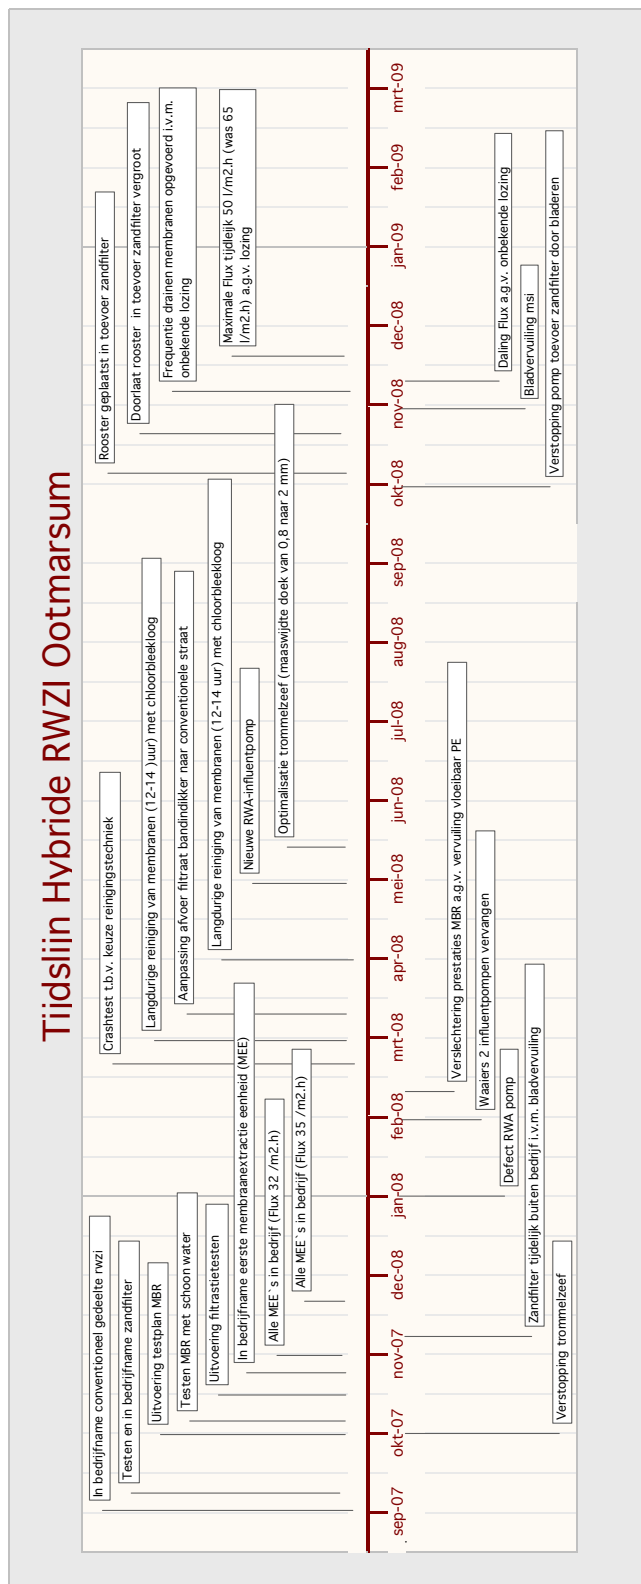 Tijdslijn Hybride RWZI Ootmarsum
In bedrijfname conventioneel gedeelte rwzi
Testen en in bedrijfname zandfilter
Uitvoering testplan MBR
Testen MBR met schoon water
Uitvoering filtrastietesten
In bedrijfname eerste membraanextractie eenheid (MEE)
Alle MEE`s in bedrijf (Flux 32 /m2.h)
Alle MEE`s in bedrijf (Flux 35 /m2.h)
Crashtest t.b.v. keuze reinigingstechniek
Langdurige reiniging van membranen (12-14 )uur) met chloorbleekloog
Aanpassing afvoer filtraat bandindikker naar conventionele straat
Langdurige reiniging van membranen (12-14 uur) met chloorbleekloog
Nieuwe RWA-influentpomp
Optimalisatie trommelzeef (maaswijdte doek van 0,8 naar 2 mm)
Rooster geplaatst in toevoer zandfilter
Doorlaat rooster in toevoer zandfilter vergroot
Frequentie drainen membranen opgevoerd i.v.m.
onbekende lozing
Maximale Flux tijdleijk 50 l/m2.h (was 65
l/m2.h) a.g.v. lozing
sep-07
okt-07
nov-07
dec-08
jan-08
feb-08
mrt-08
apr-08
mei-08
jun-08
jul-08
aug-08
sep-08
okt-08
nov-08
dec-08
jan-09
feb-09
mrt-09
Verslechtering prestaties MBR a.g.v. vervuiling vloeibaar PE
Waaiers 2 influentpompen vervangen
Defect RWA pomp
Zandfilter tijdelijk buiten bedrijf i.v.m. bladvervuiling
Verstopping trommelzeef
Daling Flux a.g.v. onbekende lozing
Bladvervuiling msi
Verstopping pomp toevoer zandfilter door bladeren